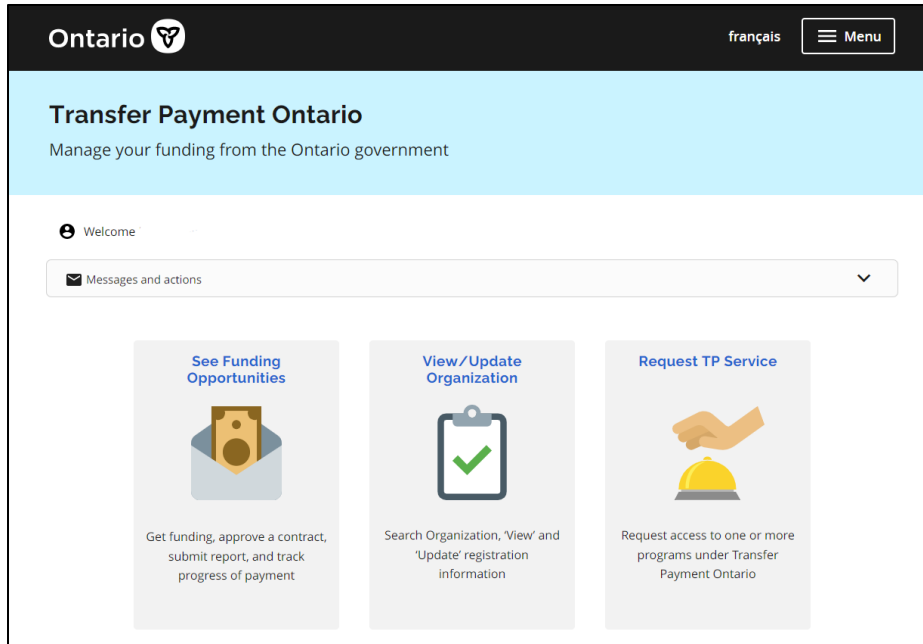 Ontario
français
Menu
Transfer Payment Ontario
Manage your funding from the Ontario government
Welcome
Messages and actions
See Funding
Opportunities
Get funding, approve a contract,
submit report, and track
progress of payment
View/Update
Organization
Search Organization, ‘View’ and
‘Update’ registration
information
Request TP Service
Request access to one or more
programs under Transfer
Payment Ontario